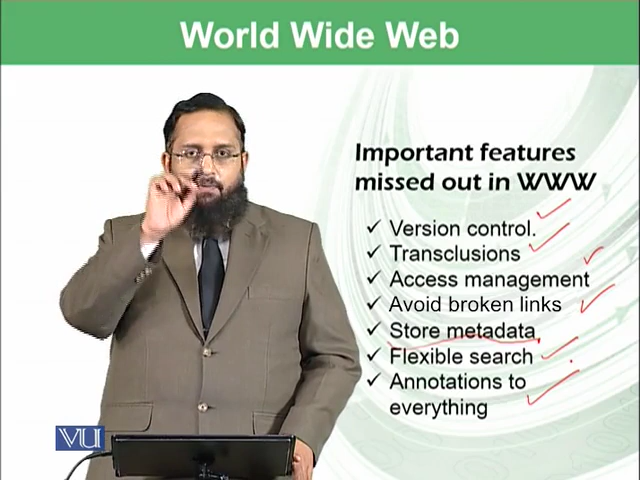 World Wide Web
Important features
missed out in WWW
✓ Version control.
✓ Transclusions
✓ Access management
✓ Avoid broken links
✓ Store metadata
✓ Flexible search
✓ Annotations to
everything
VU